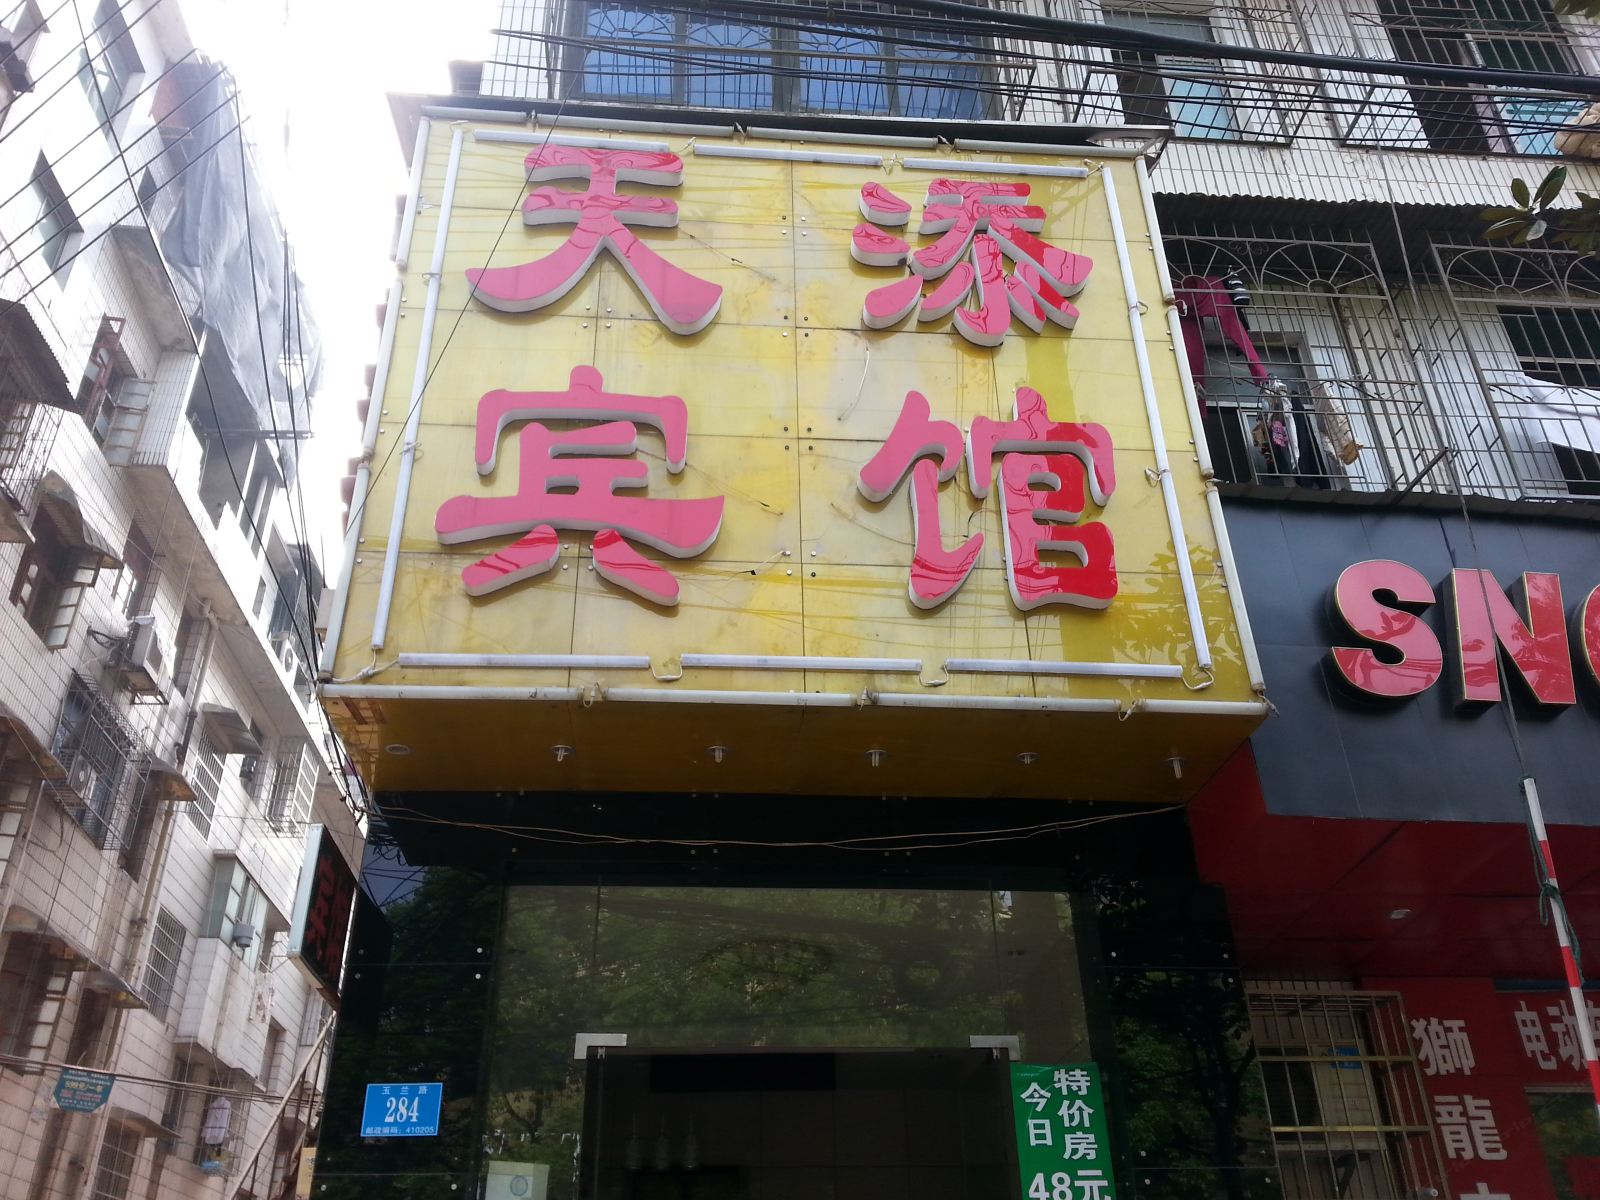 天添
宾馆
SN
玉兰路
284
邮政编码：410205
今日
特价房
48元
獅龍
电动